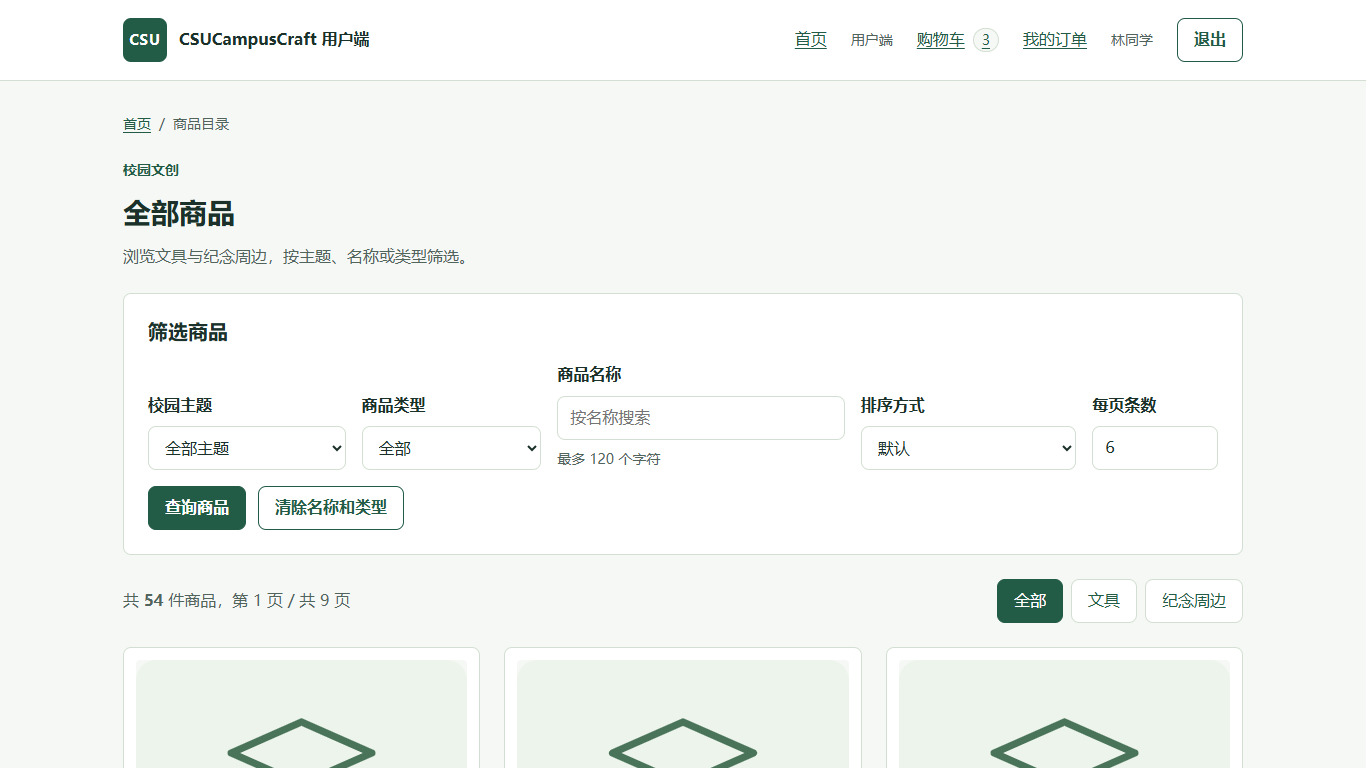 CSU CSUCampusCraft 用户端 首页 用户端 购物车 3 我的订单 林同学 退出
首页 / 商品目录
校园文创
全部商品
浏览文具与纪念周边，按主题、名称或类型筛选。
筛选商品
校园主题 商品类型 商品名称 排序方式 每页条数
全部主题 全部 按名称搜索 默认 6
最多 120 个字符
查询商品 清除名称和类型
共 54 件商品，第 1 页 / 共 9 页 全部 文具 纪念周边